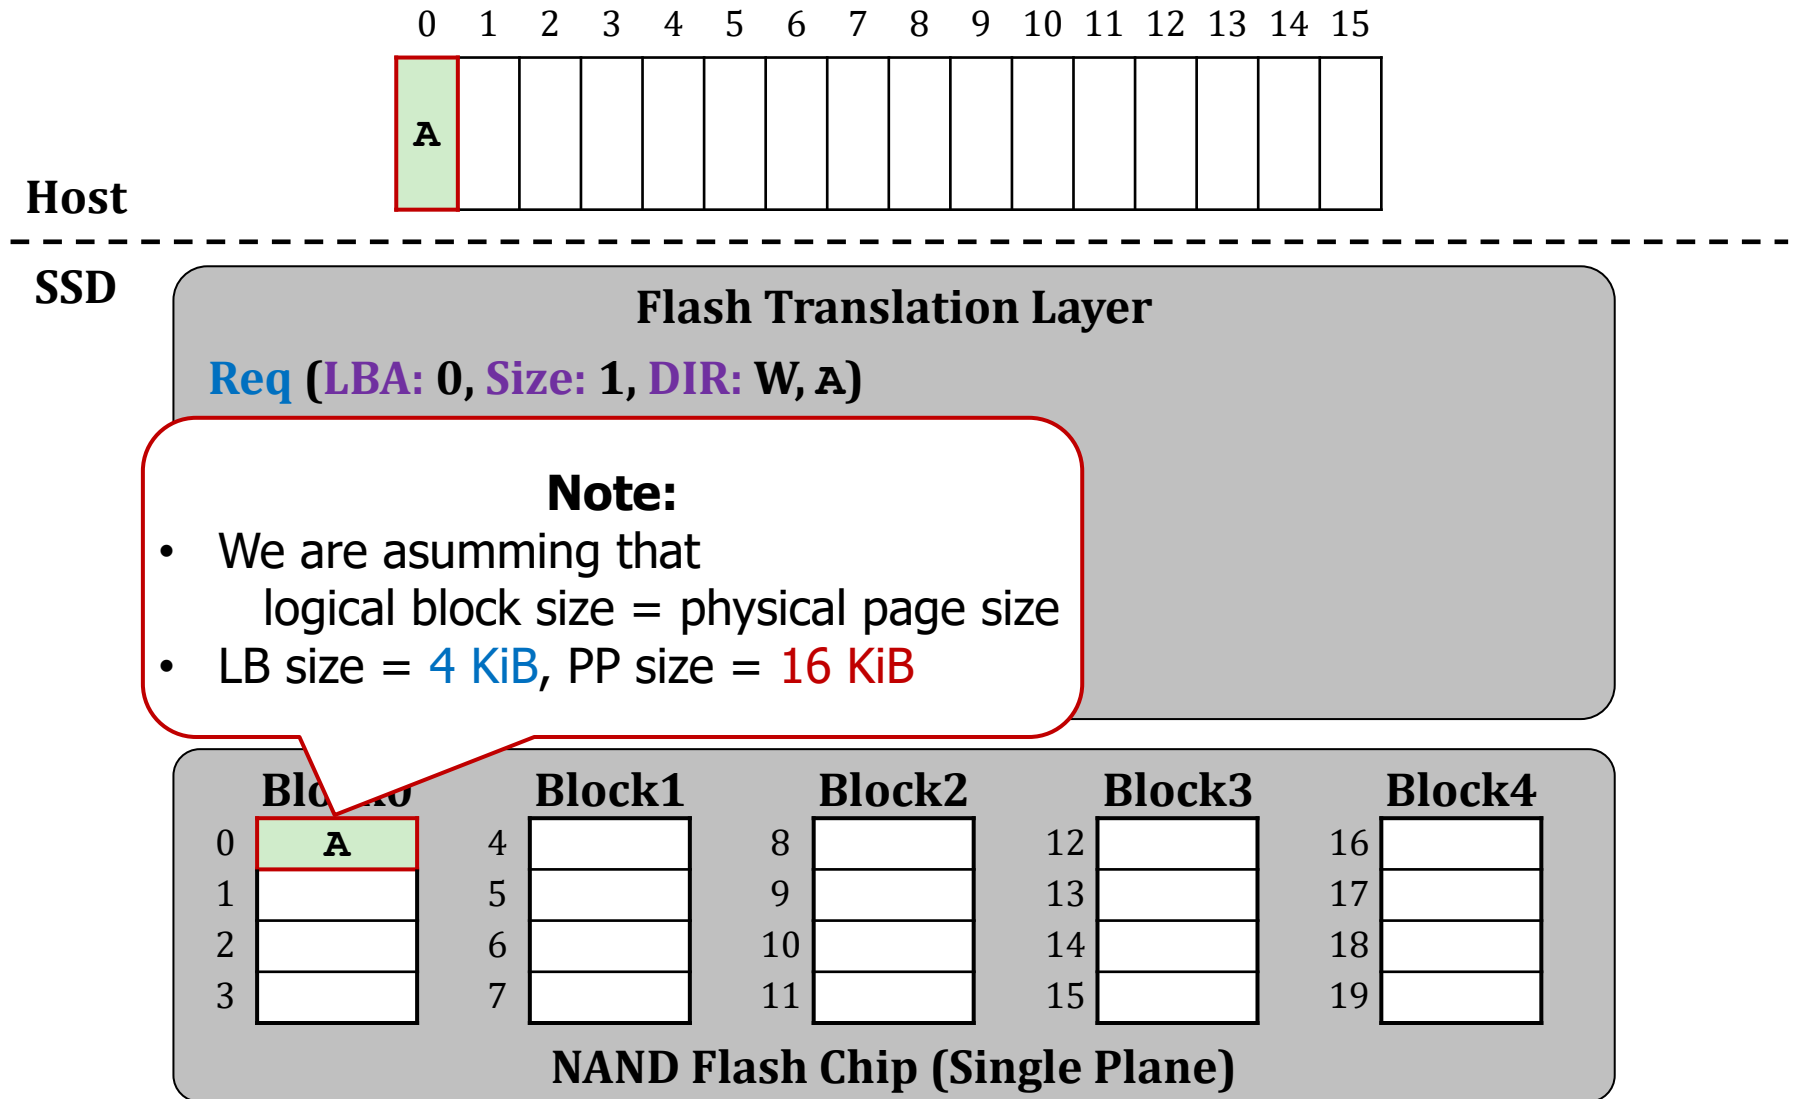 0 1 2 3 4 5 6 7 8 9 10 11 12 13 14 15
A
Host
SSD
Flash Translation Layer
Req (LBA: 0, Size: 1, DIR: W, A)
Note:
• We are asumming that
logical block size = physical page size
• LB size = 4 KiB, PP size = 16 KiB
Block0 Block1 Block2 Block3 Block4
0 A 4 8 12 16
1 5 9 13 17
2 6 10 14 18
3 7 11 15 19
NAND Flash Chip (Single Plane)